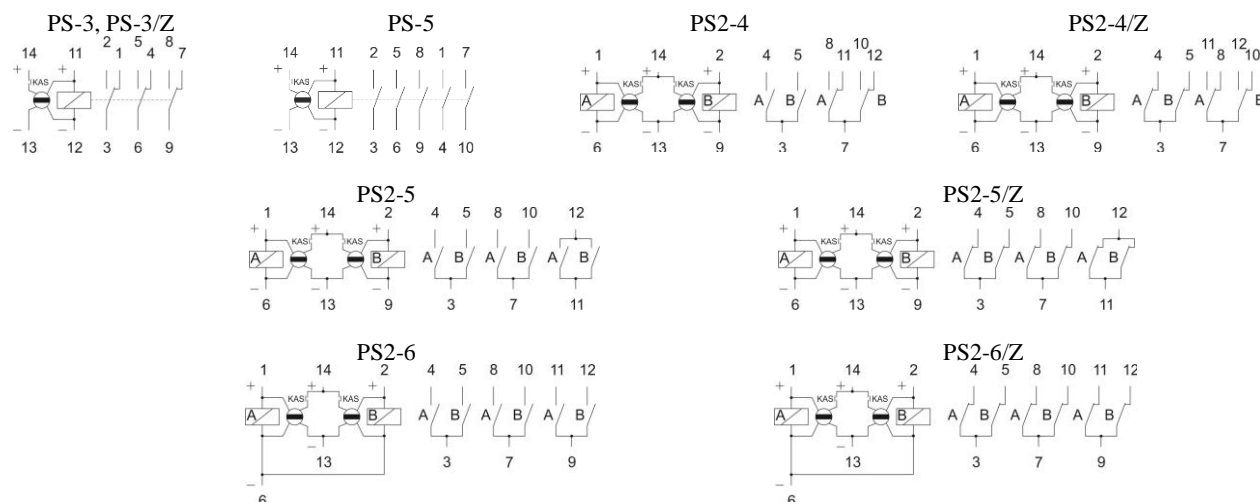 PS-3, PS-3/Z PS-5 PS2-4 PS2-4/Z
14 11 2 1 5 4 8 7 14 11 2 5 8 1 7 1 14 2 4 5 8 11 10 12 1 14 2 4 5 11 8 12 10
+ + + + + + + + + +
KAS KAS KAS KAS KAS KAS
A B A B A B A B A B A B
− − − − − − − − − −
13 12 3 6 9 13 12 3 6 9 4 10 6 13 9 3 7 6 13 9 3 7
PS2-5 PS2-5/Z
1 14 2 4 5 8 10 12 1 14 2 4 5 8 10 12
+ + + + + +
KAS KAS KAS KAS
A B A B A B A B A B A B A B A B
− − − − − −
6 13 9 3 7 11 6 13 9 3 7 11
PS2-6 PS2-6/Z
1 14 2 4 5 8 10 11 12 1 14 2 4 5 8 10 11 12
+ + + + + +
KAS KAS KAS KAS
A B A B A B A B A B A B A B A B
− −
13 3 7 9 13 3 7 9
− −
6 6